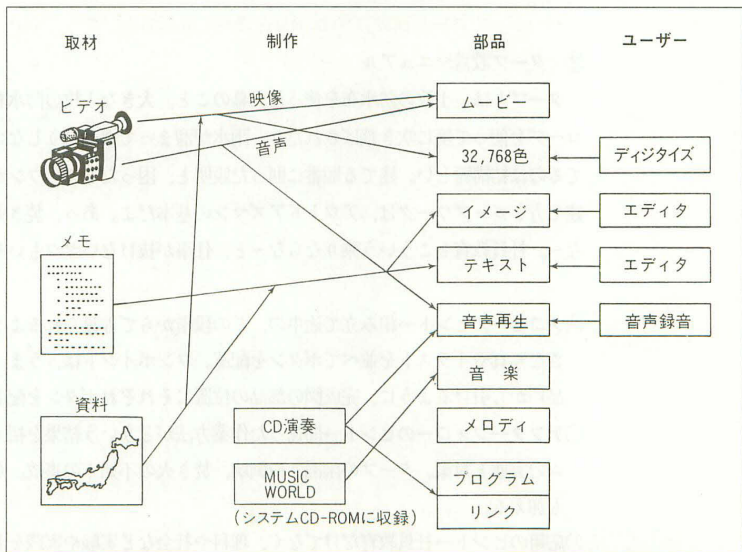 取材
制作
部品
ユーザー
ビデオ
映像
音声
ムービー
32,768色
ディジタイズ
イメージ
エディタ
メモ
テキスト
エディタ
音声再生
音声録音
音 楽
資料
CD演奏
メロディ
MUSIC
WORLD
プログラム
リンク
(システムCD-ROMに収録)